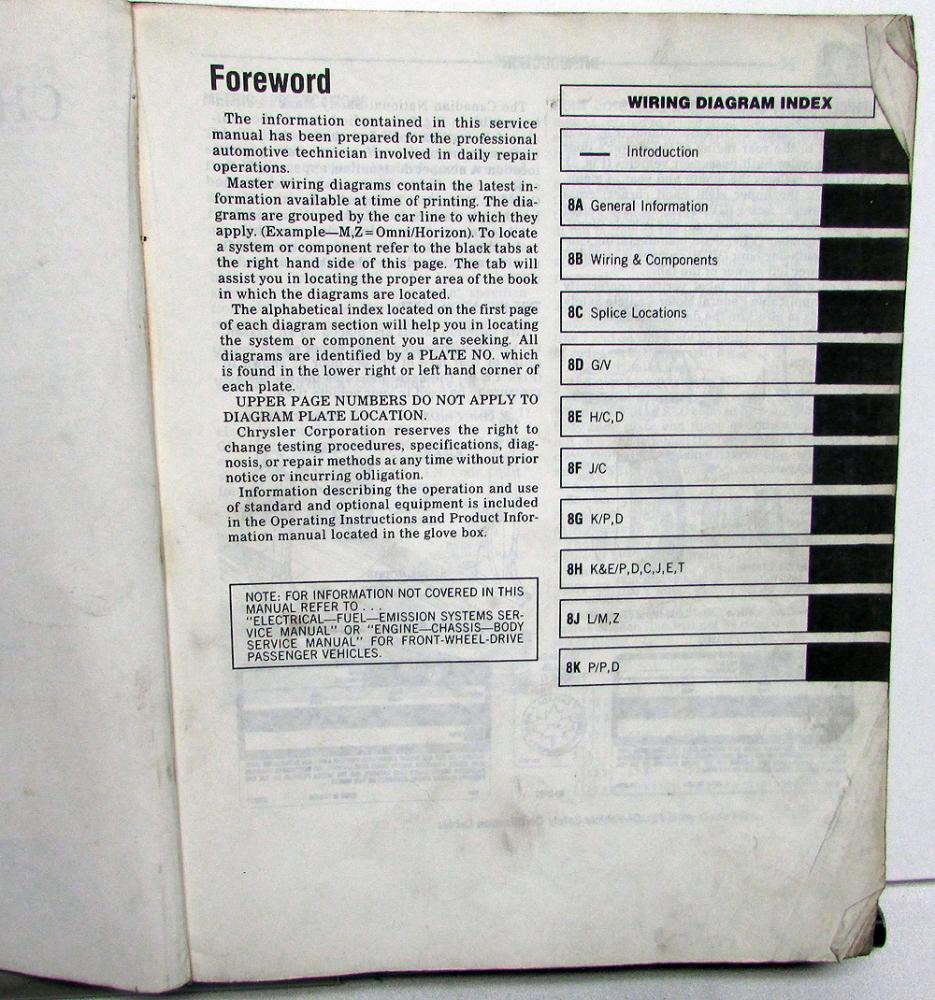 Foreword
The information contained in this service
manual has been prepared for the professional
automotive technician involved in daily repair
operations.
Master wiring diagrams contain the latest in-
formation available at time of printing. The dia-
grams are grouped by the car line to which they
apply. (Example—M,Z=Omni/Horizon). To locate
a system or component refer to the black tabs at
the right hand side of this page. The tab will
assist you in locating the proper area of the book
in which the diagrams are located.
The alphabetical index located on the first page
of each diagram section will help you in locating
the system or component you are seeking. All
diagrams are identified by a PLATE NO. which
is found in the lower right or left hand corner of
each plate.
UPPER PAGE NUMBERS DO NOT APPLY TO
DIAGRAM PLATE LOCATION.
Chrysler Corporation reserves the right to
change testing procedures, specifications, diag-
nosis, or repair methods at any time without prior
notice or incurring obligation.
Information describing the operation and use
of standard and optional equipment is included
in the Operating Instructions and Product Infor-
mation manual located in the glove box.
NOTE: FOR INFORMATION NOT COVERED IN THIS
MANUAL REFER TO . . .
"ELECTRICAL—FUEL—EMISSION SYSTEMS SER-
VICE MANUAL" OR "ENGINE—CHASSIS—BODY
SERVICE MANUAL" FOR FRONT-WHEEL-DRIVE
PASSENGER VEHICLES.
WIRING DIAGRAM INDEX
— Introduction
8A General Information
8B Wiring & Components
8C Splice Locations
8D G/V
8E H/C,D
8F J/C
8G K/P,D
8H K&E/P,D,C,J,E,T
8J L/M,Z
8K P/P,D